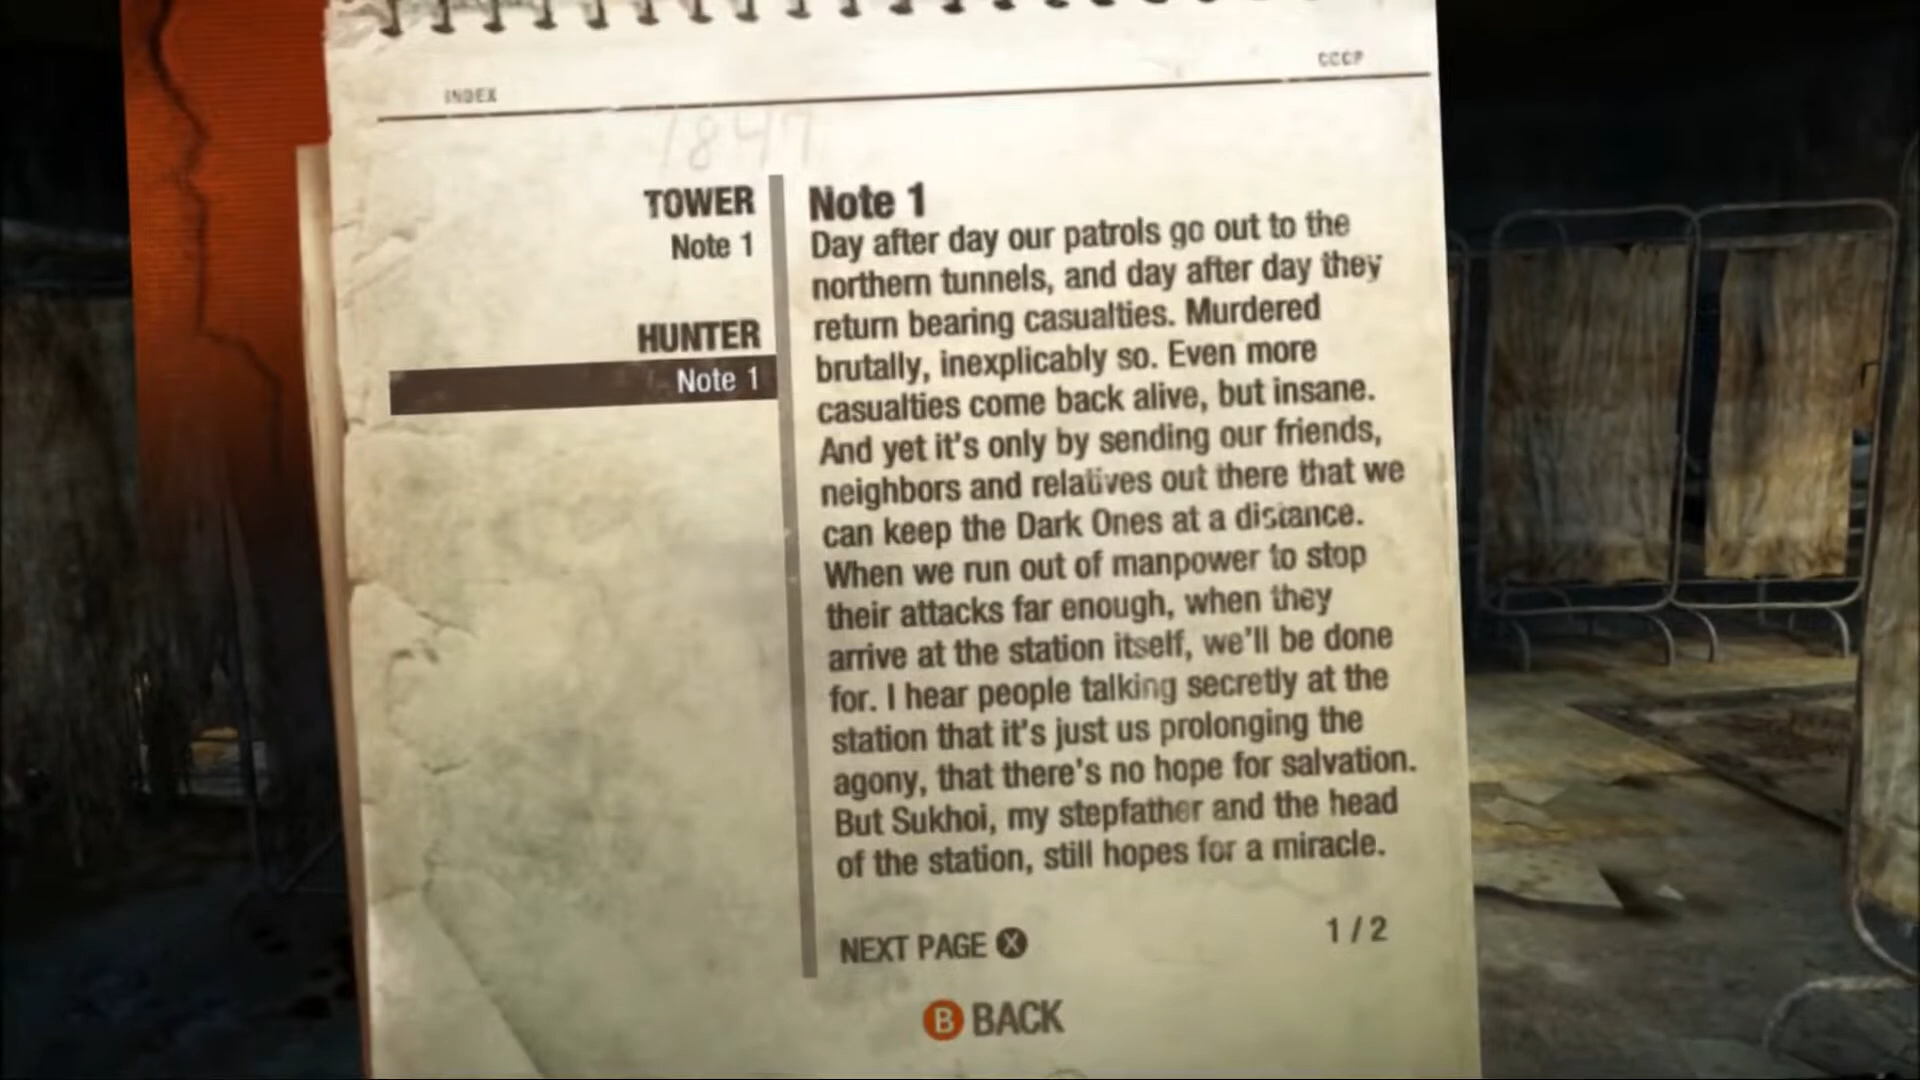 INDEX
CCCP
1847
TOWER
Note 1
HUNTER
Note 1
Note 1
Day after day our patrols go out to the
northern tunnels, and day after day they
return bearing casualties. Murdered
brutally, inexplicably so. Even more
casualties come back alive, but insane.
And yet it's only by sending our friends,
neighbors and relatives out there that we
can keep the Dark Ones at a distance.
When we run out of manpower to stop
their attacks far enough, when they
arrive at the station itself, we'll be done
for. I hear people talking secretly at the
station that it's just us prolonging the
agony, that there's no hope for salvation.
But Sukhoi, my stepfather and the head
of the station, still hopes for a miracle.
NEXT PAGE X
1 / 2
B BACK